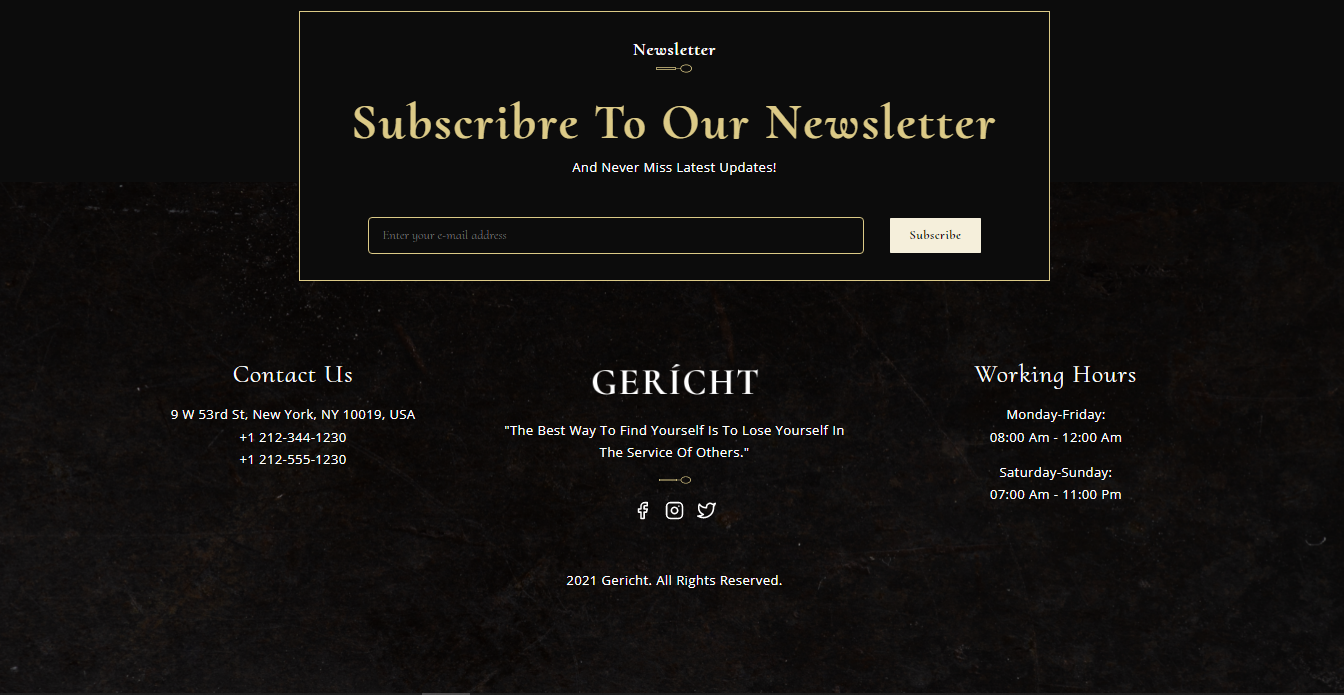 Newsletter
Subscribre To Our Newsletter
And Never Miss Latest Updates!
Enter your e-mail address
Subscribe
Contact Us
9 W 53rd St, New York, NY 10019, USA
+1 212-344-1230
+1 212-555-1230
GERÍCHT
"The Best Way To Find Yourself Is To Lose Yourself In
The Service Of Others."
2021 Gericht. All Rights Reserved.
Working Hours
Monday-Friday:
08:00 Am - 12:00 Am
Saturday-Sunday:
07:00 Am - 11:00 Pm